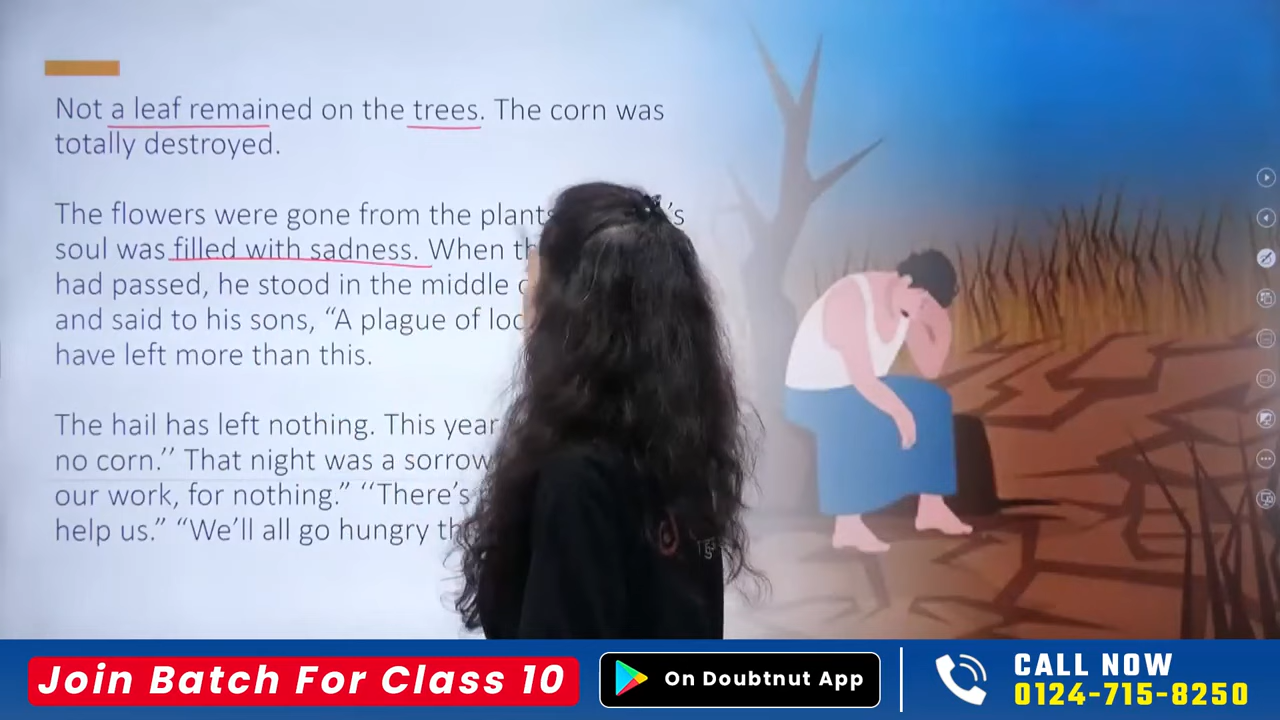 Not a leaf remained on the trees. The corn was
totally destroyed.
The flowers were gone from the plants 's
soul was filled with sadness. When
had passed, he stood in the middle
and said to his sons, “A plague of
have left more than this.
The hail has left nothing. This year
no corn.’’ That night was a
our work, for nothing.” ‘‘There’s
help us.” “We’ll all go hungry
Join Batch For Class 10
On Doubtnut App
CALL NOW
0124-715-8250